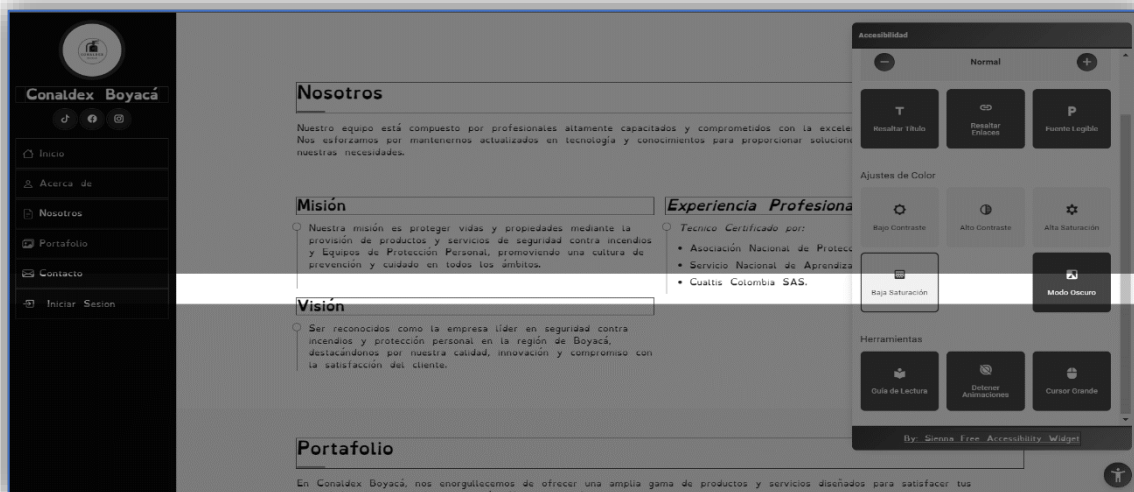 Conaldex Boyacá
Inicio
Acerca de
Nosotros
Portafolio
Contacto
Iniciar Sesion
Nosotros
Nuestro equipo está compuesto por profesionales altamente capacitados y comprometidos con la
Nos esforzamos por mantenernos actualizados en tecnología y conocimientos para proporcionar
nuestras necesidades.
Misión
Nuestra misión es proteger vidas y propiedades mediante la
provisión de productos y servicios de seguridad contra incendios
y Equipos de Protección Personal, promoviendo una cultura de
prevención y cuidado en todos los ámbitos.
Visión
Ser reconocidos como la empresa líder en seguridad contra
incendios y protección personal en la región de Boyacá,
destacándonos por nuestra calidad, innovación y compromiso con
la satisfacción del cliente.
Experiencia Profesiona
Tecnico Certificado por:
• Asociación Nacional de Protecc
• Servicio Nacional de Aprendiza
• Cualtis Colombia SAS.
Portafolio
En Conaldex Boyacá, nos enorgullecemos de ofrecer una amplia gama de productos y servicios diseñados para satisfacer tus
Accesibilidad
Normal
Resaltar Título
Resaltar Enlaces
Fuente Legible
Ajustes de Color
Bajo Contraste
Alto Contraste
Alta Saturación
Baja Saturación
Modo Oscuro
Herramientas
Guía de Lectura
Detener Animaciones
Cursor Grande
By: Sienna Free Accessibility Widget